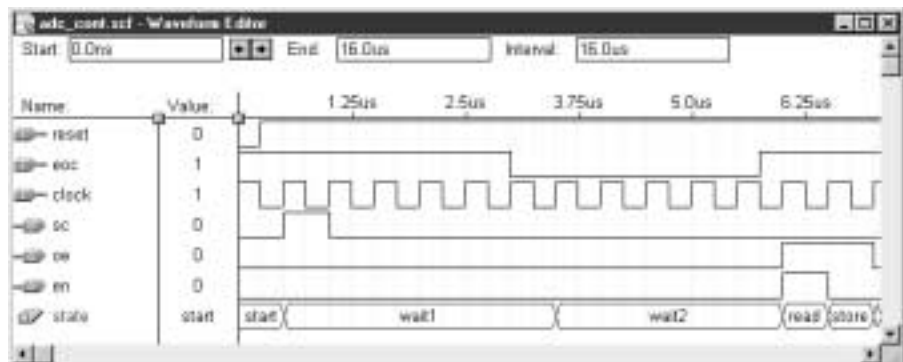 adc_cont.scf - Waveform Editor
Start: 0.0ns End: 16.0us Interval: 16.0us
Name: Value: 1.25us 2.5us 3.75us 5.0us 6.25us
reset 0
eoc 1
clock 1
sc 0
oe 0
en 0
state start start wait1 wait2 read store